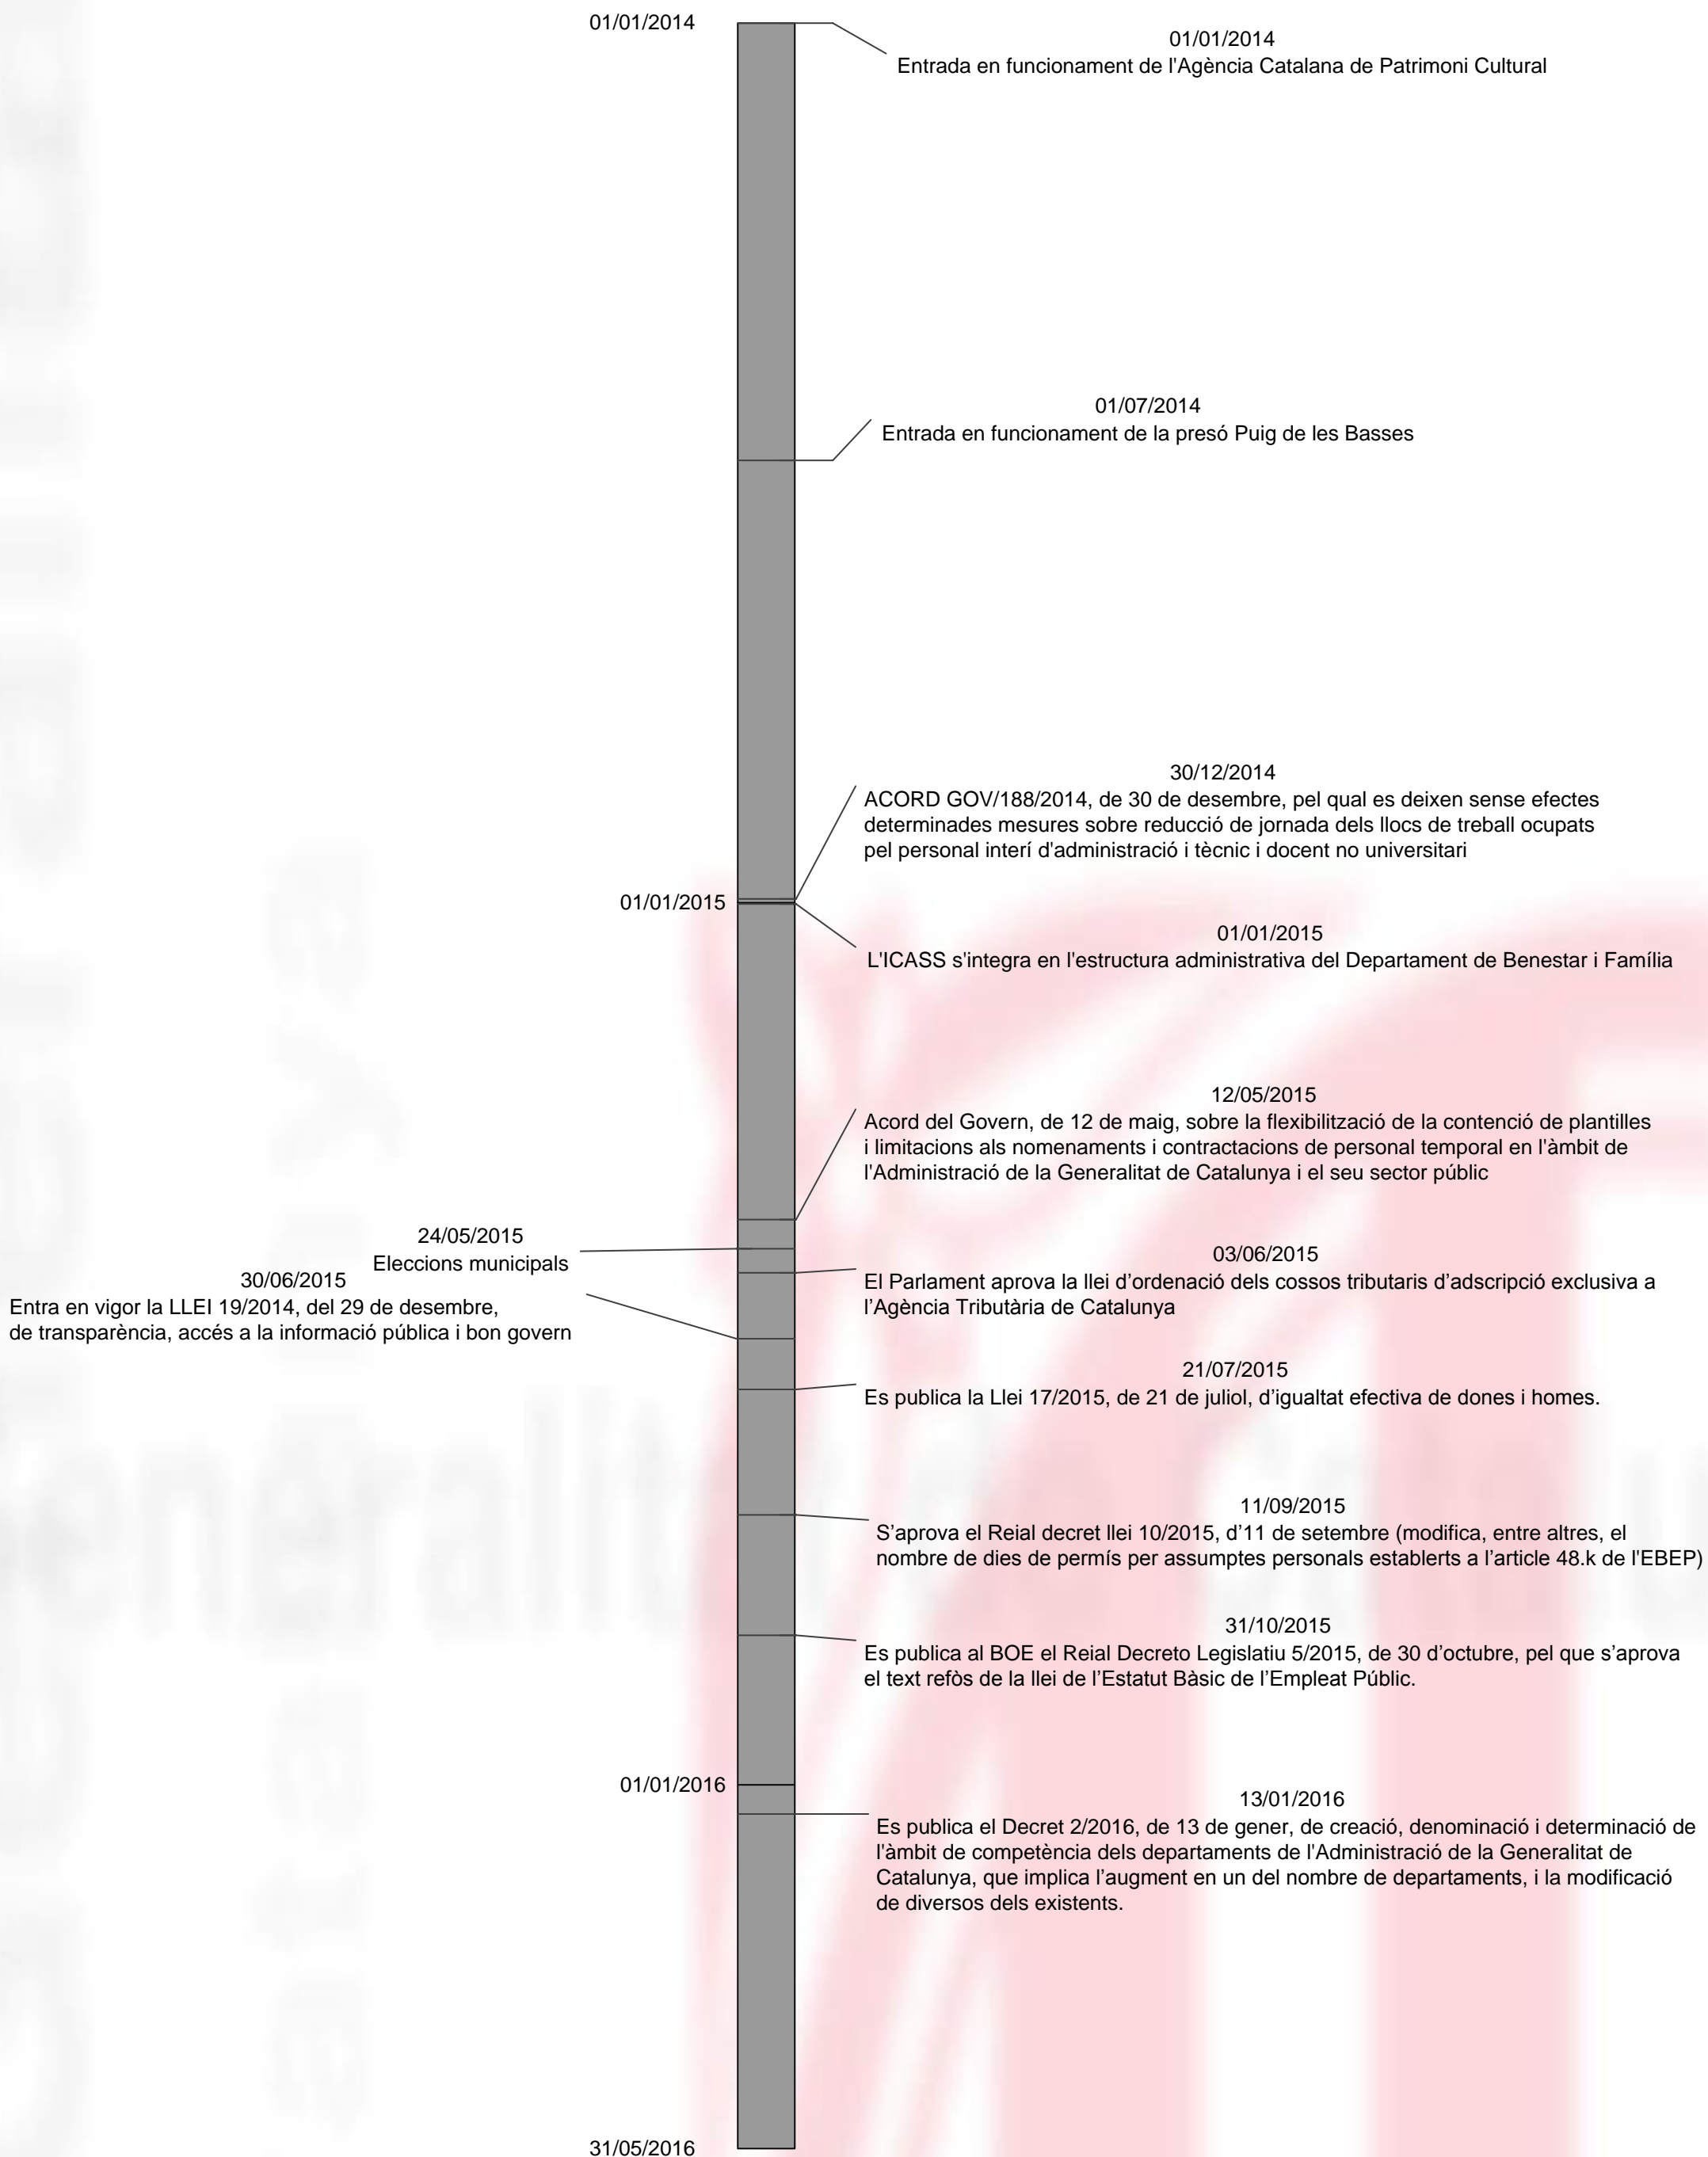 01/01/2014
01/01/2014
Entrada en funcionament de l'Agència Catalana de Patrimoni Cultural
01/07/2014
Entrada en funcionament de la presó Puig de les Basses
30/12/2014
ACORD GOV/188/2014, de 30 de desembre, pel qual es deixen sense efectes
determinades mesures sobre reducció de jornada dels llocs de treball ocupats
pel personal interí d'administració i tècnic i docent no universitari
01/01/2015
01/01/2015
L'ICASS s'integra en l'estructura administrativa del Departament de Benestar i Família
12/05/2015
Acord del Govern, de 12 de maig, sobre la flexibilització de la contenció de plantilles
i limitacions als nomenaments i contractacions de personal temporal en l'àmbit de
l'Administració de la Generalitat de Catalunya i el seu sector públic
24/05/2015
Eleccions municipals
03/06/2015
El Parlament aprova la llei d’ordenació dels cossos tributaris d’adscripció exclusiva a
l’Agència Tributària de Catalunya
30/06/2015
Entra en vigor la LLEI 19/2014, del 29 de desembre,
de transparència, accés a la informació pública i bon govern
21/07/2015
Es publica la Llei 17/2015, de 21 de juliol, d’igualtat efectiva de dones i homes.
11/09/2015
S’aprova el Reial decret llei 10/2015, d’11 de setembre (modifica, entre altres, el
nombre de dies de permís per assumptes personals establerts a l’article 48.k de l'EBEP)
31/10/2015
Es publica al BOE el Reial Decreto Legislatiu 5/2015, de 30 d’octubre, pel que s’aprova
el text refòs de la llei de l’Estatut Bàsic de l’Empleat Públic.
01/01/2016
13/01/2016
Es publica el Decret 2/2016, de 13 de gener, de creació, denominació i determinació de
l'àmbit de competència dels departaments de l'Administració de la Generalitat de
Catalunya, que implica l’augment en un del nombre de departaments, i la modificació
de diversos dels existents.
31/05/2016